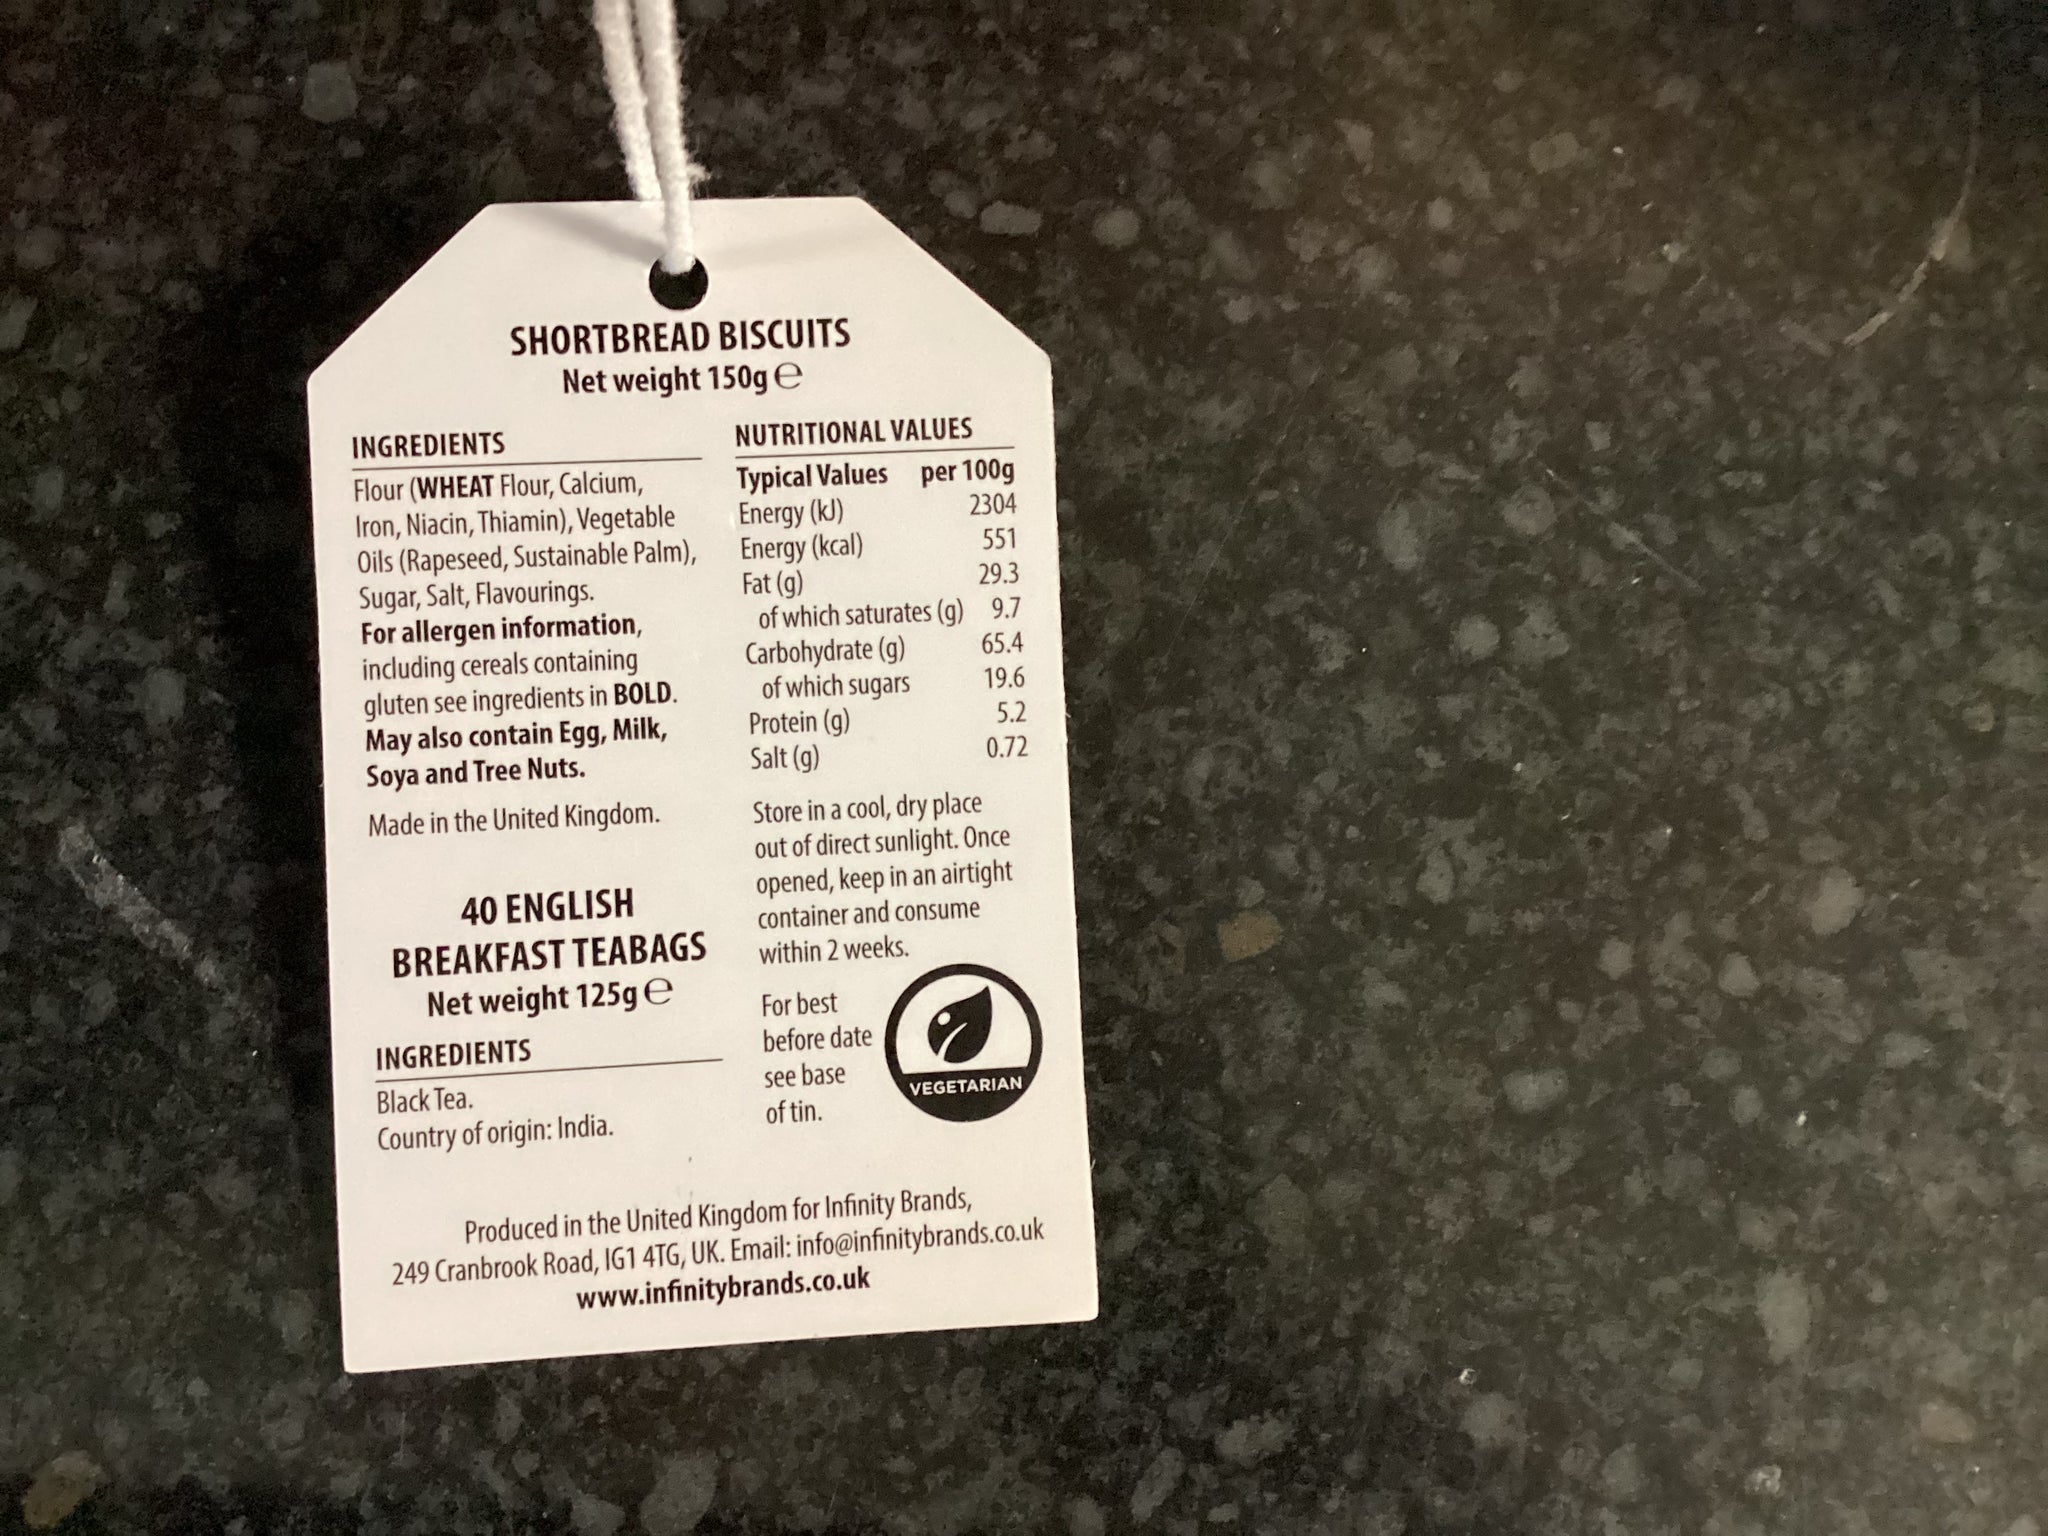 SHORTBREAD BISCUITS
Net weight 150g ℮
INGREDIENTS
Flour (WHEAT Flour, Calcium,
Iron, Niacin, Thiamin), Vegetable
Oils (Rapeseed, Sustainable Palm),
Sugar, Salt, Flavourings.
For allergen information,
including cereals containing
gluten see ingredients in BOLD.
May also contain Egg, Milk,
Soya and Tree Nuts.
Made in the United Kingdom.
40 ENGLISH
BREAKFAST TEABAGS
Net weight 125g ℮
INGREDIENTS
Black Tea.
Country of origin: India.
NUTRITIONAL VALUES
Typical Values per 100g
Energy (kJ) 2304
Energy (kcal) 551
Fat (g) 29.3
of which saturates (g) 9.7
Carbohydrate (g) 65.4
of which sugars 19.6
Protein (g) 5.2
Salt (g) 0.72
Store in a cool, dry place
out of direct sunlight. Once
opened, keep in an airtight
container and consume
within 2 weeks.
For best
before date
see base
of tin.
VEGETARIAN
Produced in the United Kingdom for Infinity Brands,
249 Cranbrook Road, IG1 4TG, UK. Email: info@infinitybrands.co.uk
www.infinitybrands.co.uk